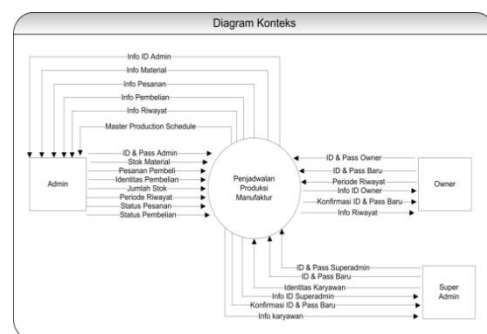 Diagram Konteks
Info ID Admin
Info Material
Info Pesanan
Info Pembelian
Info Riwayat
Master Production Schedule
ID & Pass Admin
Stok Material
Pesanan Pembeli
Identitas Pembelian
Jumlah Stok
Periode Riwayat
Status Pesanan
Status Pembelian
Admin
Penjadwalan
Produksi
Manufaktur
ID & Pass Owner
ID & Pass Baru
Periode Riwayat
Info ID Owner
Konfirmasi ID & Pass Baru
Info Riwayat
Owner
ID & Pass Superadmin
ID & Pass Baru
Identitas Karyawan
Info ID Superadmin
Konfirmasi ID & Pass Baru
Info karyawan
Super
Admin